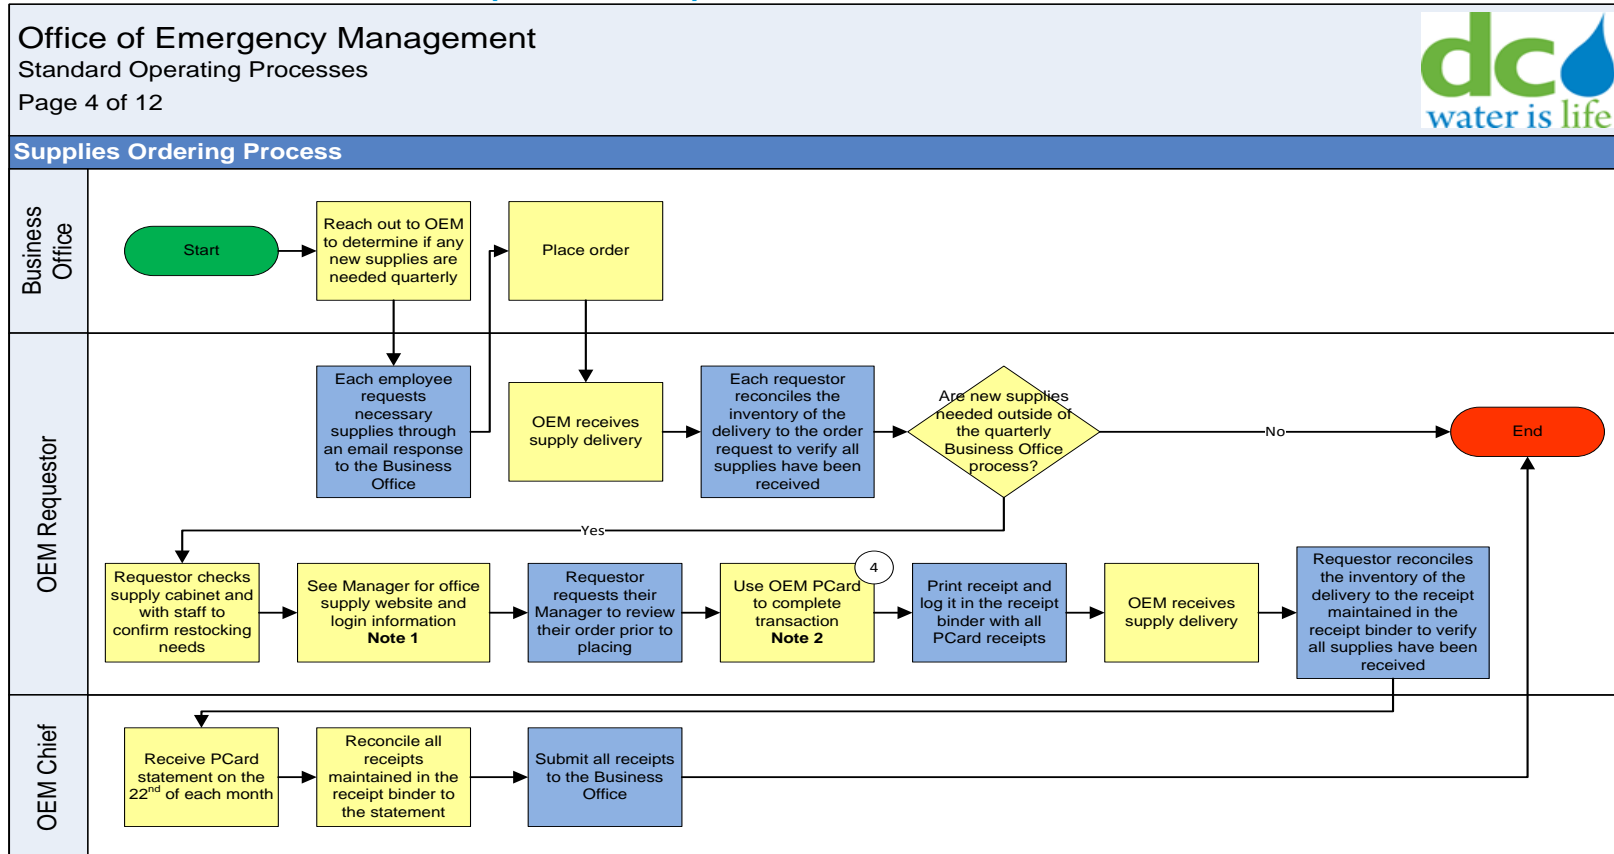 Office of Emergency Management
Standard Operating Processes
Page 4 of 12
dc
water is life
Supplies Ordering Process
Business
Office
Start
Reach out to OEM
to determine if any
new supplies are
needed quarterly
Place order
OEM Requestor
Each employee
requests
necessary
supplies through
an email response
to the Business
Office
OEM receives
supply delivery
Each requestor
reconciles the
inventory of the
delivery to the order
request to verify all
supplies have been
received
Are new supplies
needed outside of
the quarterly
Business Office
process?
No
End
Yes
Requestor checks
supply cabinet and
with staff to
confirm restocking
needs
See Manager for office
supply website and
login information
Note 1
Requestor
requests their
Manager to review
their order prior to
placing
4
Use OEM PCard
to complete
transaction
Note 2
Print receipt and
log it in the receipt
binder with all
PCard receipts
OEM receives
supply delivery
Requestor reconciles
the inventory of the
delivery to the receipt
maintained in the
receipt binder to verify
all supplies have been
received
OEM Chief
Receive PCard
statement on the
22nd of each month
Reconcile all
receipts
maintained in the
receipt binder to
the statement
Submit all receipts
to the Business
Office